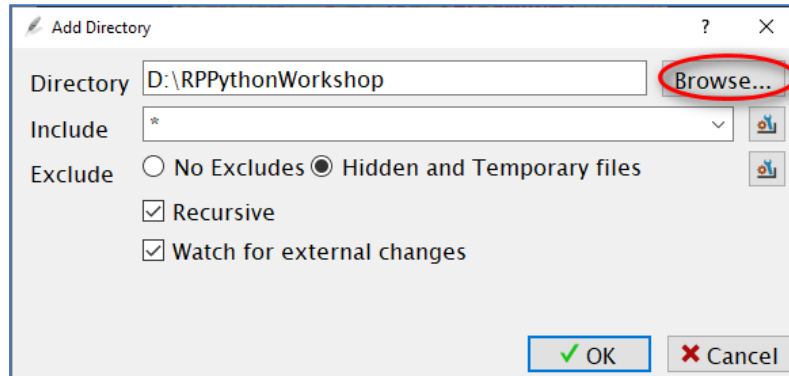 Add Directory ?
Directory D:\RPPythonWorkshop Browse...
Include *
Exclude No Excludes Hidden and Temporary files
Recursive
Watch for external changes
OK Cancel